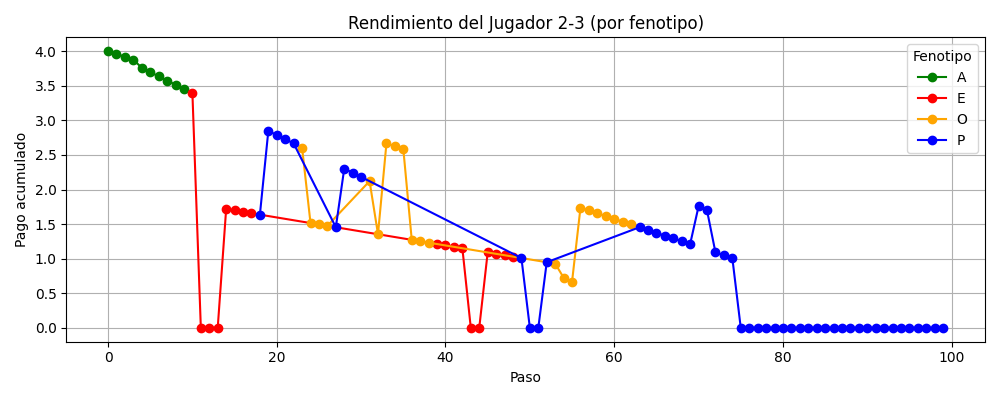 Rendimiento del Jugador 2-3 (por fenotipo)
Pago acumulado
4.0
3.5
3.0
2.5
2.0
1.5
1.0
0.5
0.0
Fenotipo
A
E
O
P
0
20
40
60
80
100
Paso